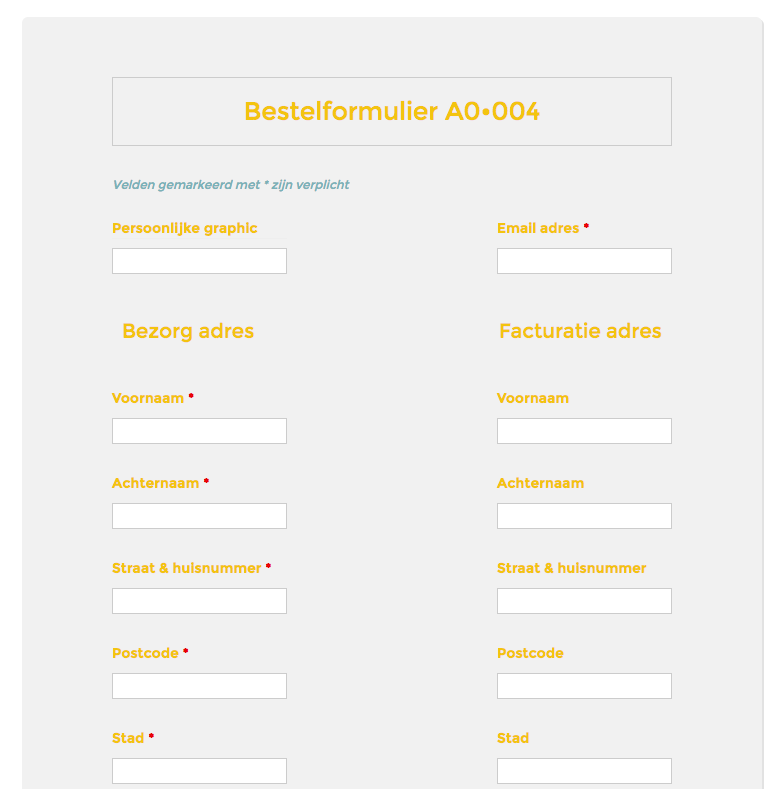 Bestelformulier A0•004
Velden gemarkeerd met * zijn verplicht
Persoonlijke graphic
Email adres *
Bezorg adres
Facturatie adres
Voornaam *
Voornaam
Achternaam *
Achternaam
Straat & huisnummer *
Straat & huisnummer
Postcode *
Postcode
Stad *
Stad